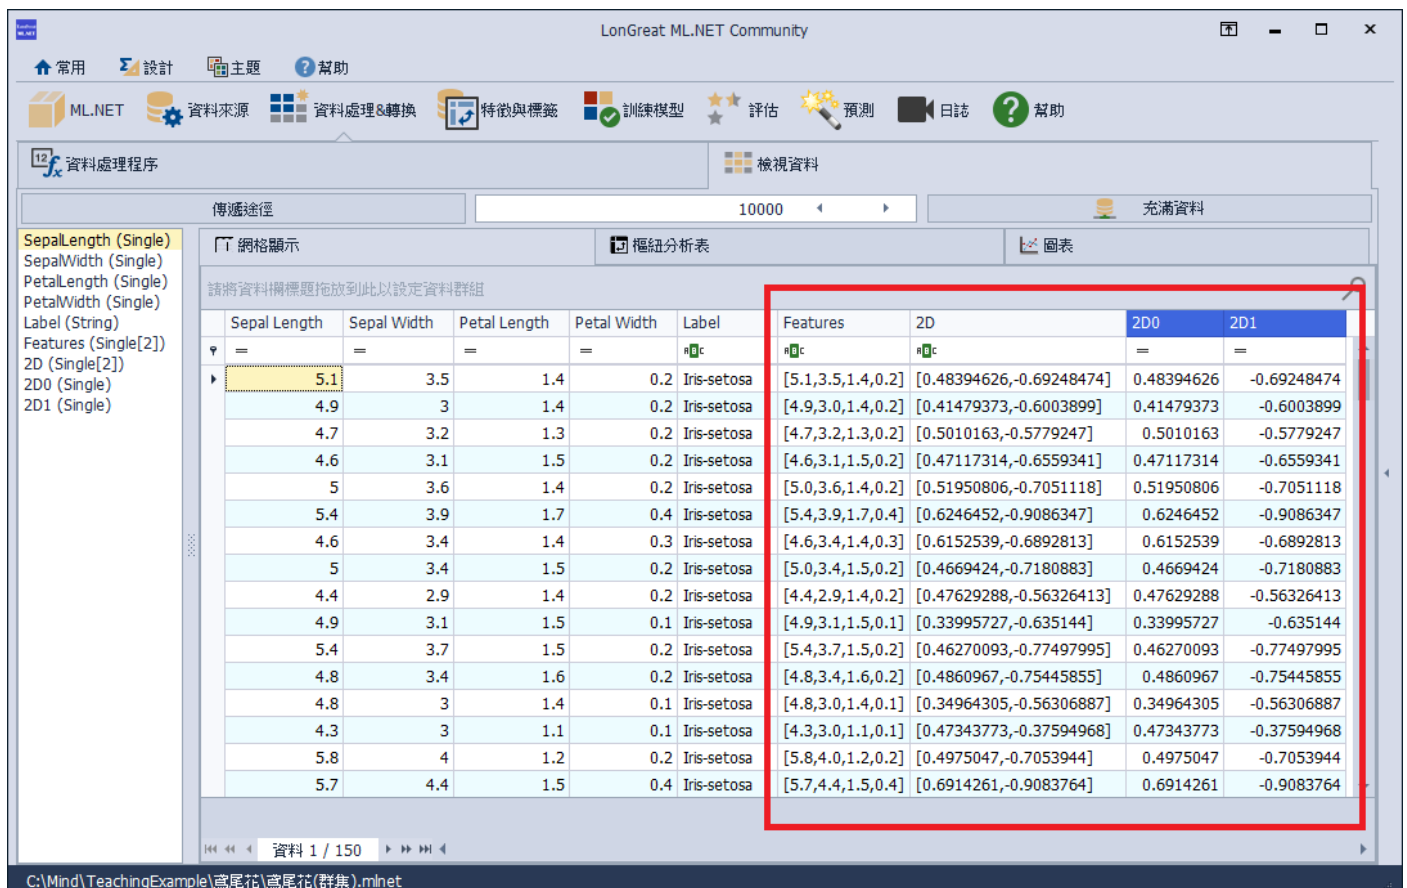 LonGreat ML.NET Community
常用 設計 主題 幫助
ML.NET 資料來源 資料處理&轉換 特徵與標籤 訓練模型 評估 預測 日誌 幫助
資料處理程序 檢視資料
傳遞途徑 10000 充滿資料
SepalLength (Single)
SepalWidth (Single)
PetalLength (Single)
PetalWidth (Single)
Label (String)
Features (Single[2])
2D (Single[2])
2D0 (Single)
2D1 (Single)
網格顯示 樞紐分析表 圖表
請將資料欄標題拖放到此以設定資料群組
Sepal Length Sepal Width Petal Length Petal Width Label Features 2D 2D0 2D1
= = = = = =
5.1 3.5 1.4 0.2 Iris-setosa [5.1,3.5,1.4,0.2] [0.48394626,-0.69248474] 0.48394626 -0.69248474
4.9 3 1.4 0.2 Iris-setosa [4.9,3.0,1.4,0.2] [0.41479373,-0.6003899] 0.41479373 -0.6003899
4.7 3.2 1.3 0.2 Iris-setosa [4.7,3.2,1.3,0.2] [0.5010163,-0.5779247] 0.5010163 -0.5779247
4.6 3.1 1.5 0.2 Iris-setosa [4.6,3.1,1.5,0.2] [0.47117314,-0.6559341] 0.47117314 -0.6559341
5 3.6 1.4 0.2 Iris-setosa [5.0,3.6,1.4,0.2] [0.51950806,-0.7051118] 0.51950806 -0.7051118
5.4 3.9 1.7 0.4 Iris-setosa [5.4,3.9,1.7,0.4] [0.6246452,-0.9086347] 0.6246452 -0.9086347
4.6 3.4 1.4 0.3 Iris-setosa [4.6,3.4,1.4,0.3] [0.6152539,-0.6892813] 0.6152539 -0.6892813
5 3.4 1.5 0.2 Iris-setosa [5.0,3.4,1.5,0.2] [0.4669424,-0.7180883] 0.4669424 -0.7180883
4.4 2.9 1.4 0.2 Iris-setosa [4.4,2.9,1.4,0.2] [0.47629288,-0.56326413] 0.47629288 -0.56326413
4.9 3.1 1.5 0.1 Iris-setosa [4.9,3.1,1.5,0.1] [0.33995727,-0.635144] 0.33995727 -0.635144
5.4 3.7 1.5 0.2 Iris-setosa [5.4,3.7,1.5,0.2] [0.46270093,-0.77497995] 0.46270093 -0.77497995
4.8 3.4 1.6 0.2 Iris-setosa [4.8,3.4,1.6,0.2] [0.4860967,-0.75445855] 0.4860967 -0.75445855
4.8 3 1.4 0.1 Iris-setosa [4.8,3.0,1.4,0.1] [0.34964305,-0.56306887] 0.34964305 -0.56306887
4.3 3 1.1 0.1 Iris-setosa [4.3,3.0,1.1,0.1] [0.47343773,-0.37594968] 0.47343773 -0.37594968
5.8 4 1.2 0.2 Iris-setosa [5.8,4.0,1.2,0.2] [0.4975047,-0.7053944] 0.4975047 -0.7053944
5.7 4.4 1.5 0.4 Iris-setosa [5.7,4.4,1.5,0.4] [0.6914261,-0.9083764] 0.6914261 -0.9083764
資料 1 / 150
C:\Mind\TeachingExample\鳶尾花\鳶尾花(群集).mlnet